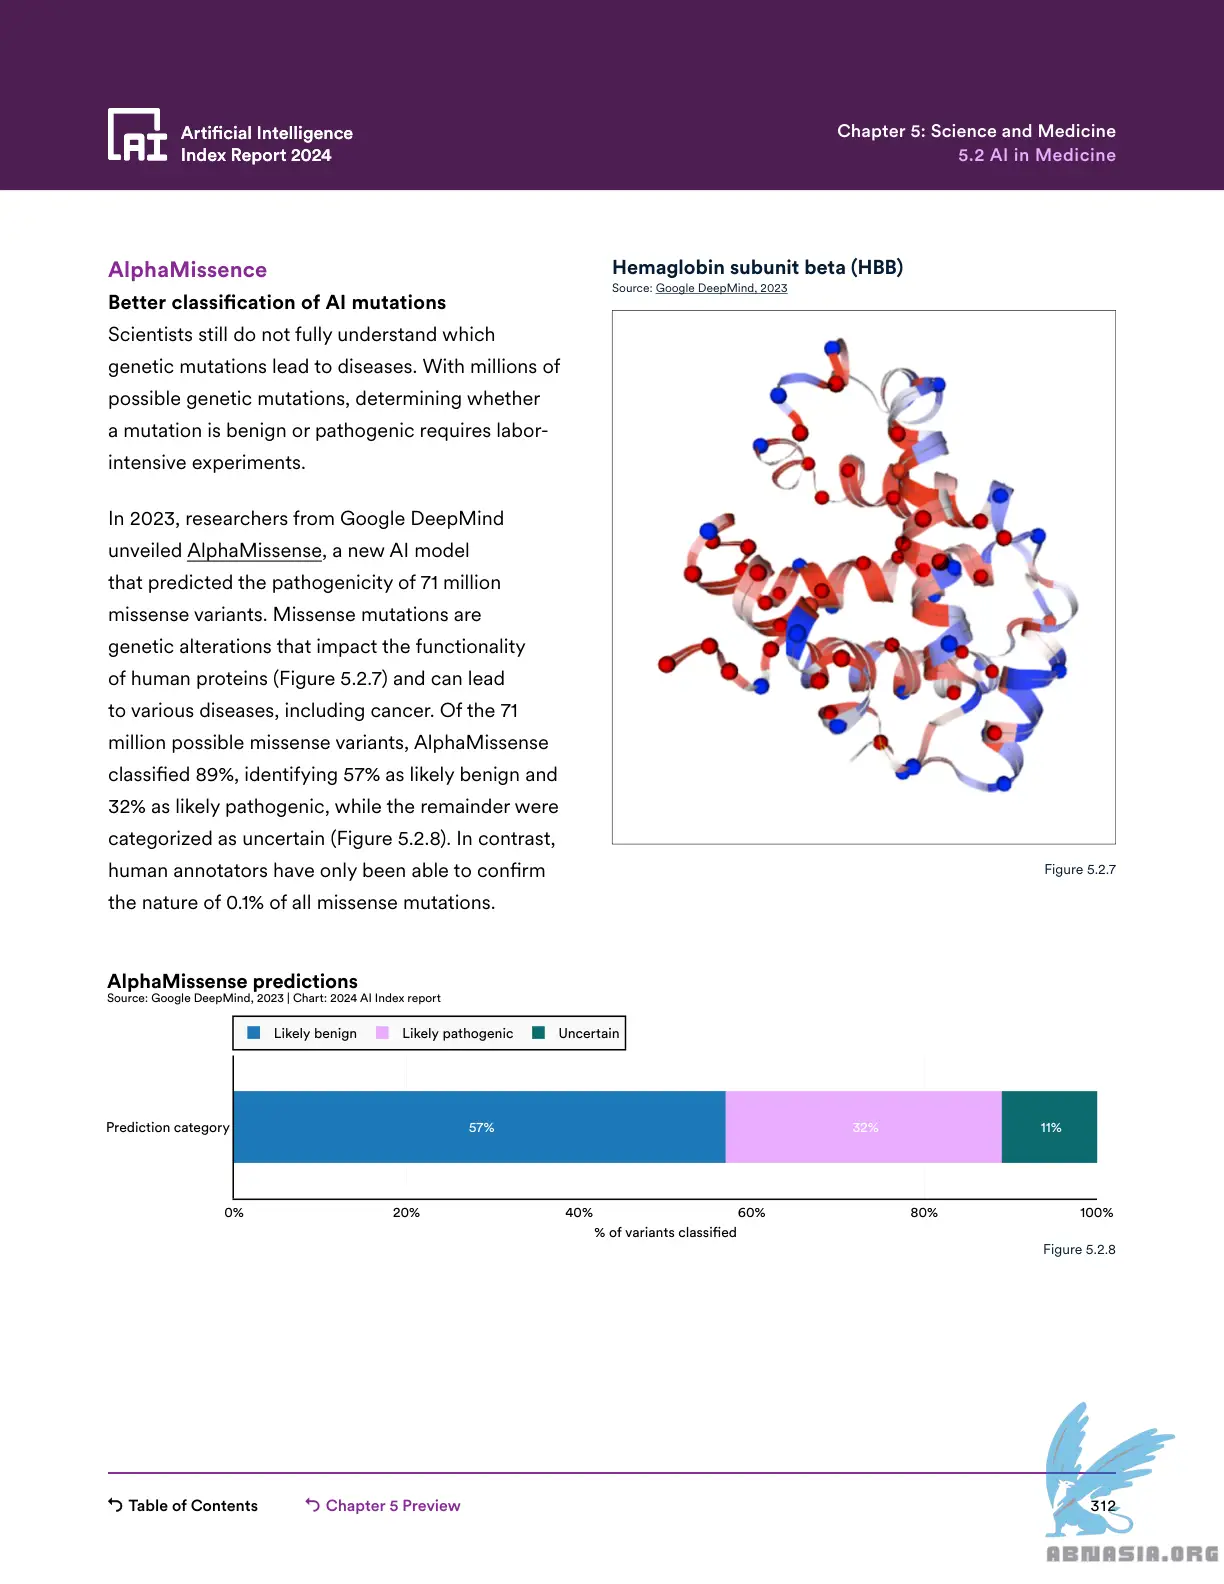 Artificial Intelligence
Index Report 2024
Chapter 5: Science and Medicine
5.2 AI in Medicine
AlphaMissence
Better classification of AI mutations
Scientists still do not fully understand which
genetic mutations lead to diseases. With millions of
possible genetic mutations, determining whether
a mutation is benign or pathogenic requires labor-
intensive experiments.
In 2023, researchers from Google DeepMind
unveiled AlphaMissense, a new AI model
that predicted the pathogenicity of 71 million
missense variants. Missense mutations are
genetic alterations that impact the functionality
of human proteins (Figure 5.2.7) and can lead
to various diseases, including cancer. Of the 71
million possible missense variants, AlphaMissense
classified 89%, identifying 57% as likely benign and
32% as likely pathogenic, while the remainder were
categorized as uncertain (Figure 5.2.8). In contrast,
human annotators have only been able to confirm
the nature of 0.1% of all missense mutations.
Hemaglobin subunit beta (HBB)
Source: Google DeepMind, 2023
Figure 5.2.7
AlphaMissense predictions
Source: Google DeepMind, 2023 | Chart: 2024 AI Index report
Likely benign Likely pathogenic Uncertain
Prediction category 57% 32% 11%
0% 20% 40% 60% 80% 100%
% of variants classified
Figure 5.2.8
Table of Contents Chapter 5 Preview 312
AI
ABNASIA.ORG